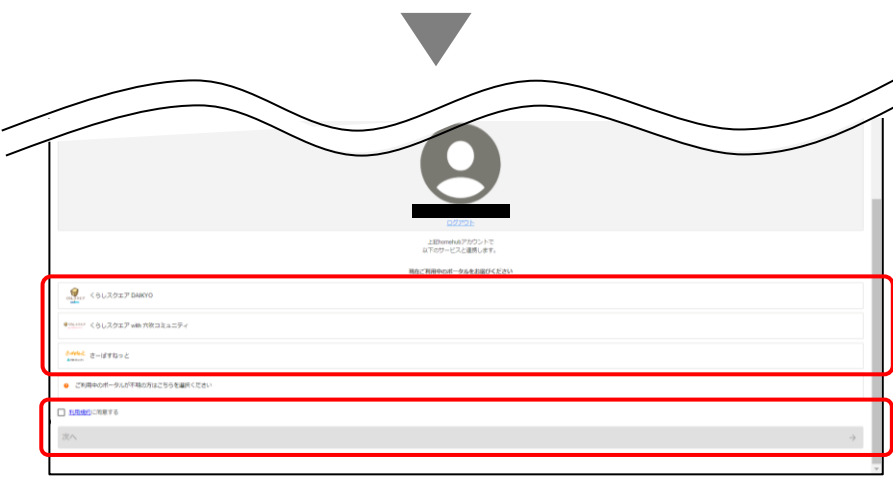 ログアウト
上記homehubアカウントで
以下のサービスと連携します。
現在ご利用中のポータルをお選びください
くらしスクエア DAIKYO
くらしスクエア with 穴吹コミュニティ
さーぱすねっと
ご利用中のポータルが不明の方はこちらを選択ください
利用規約に同意する
次へ